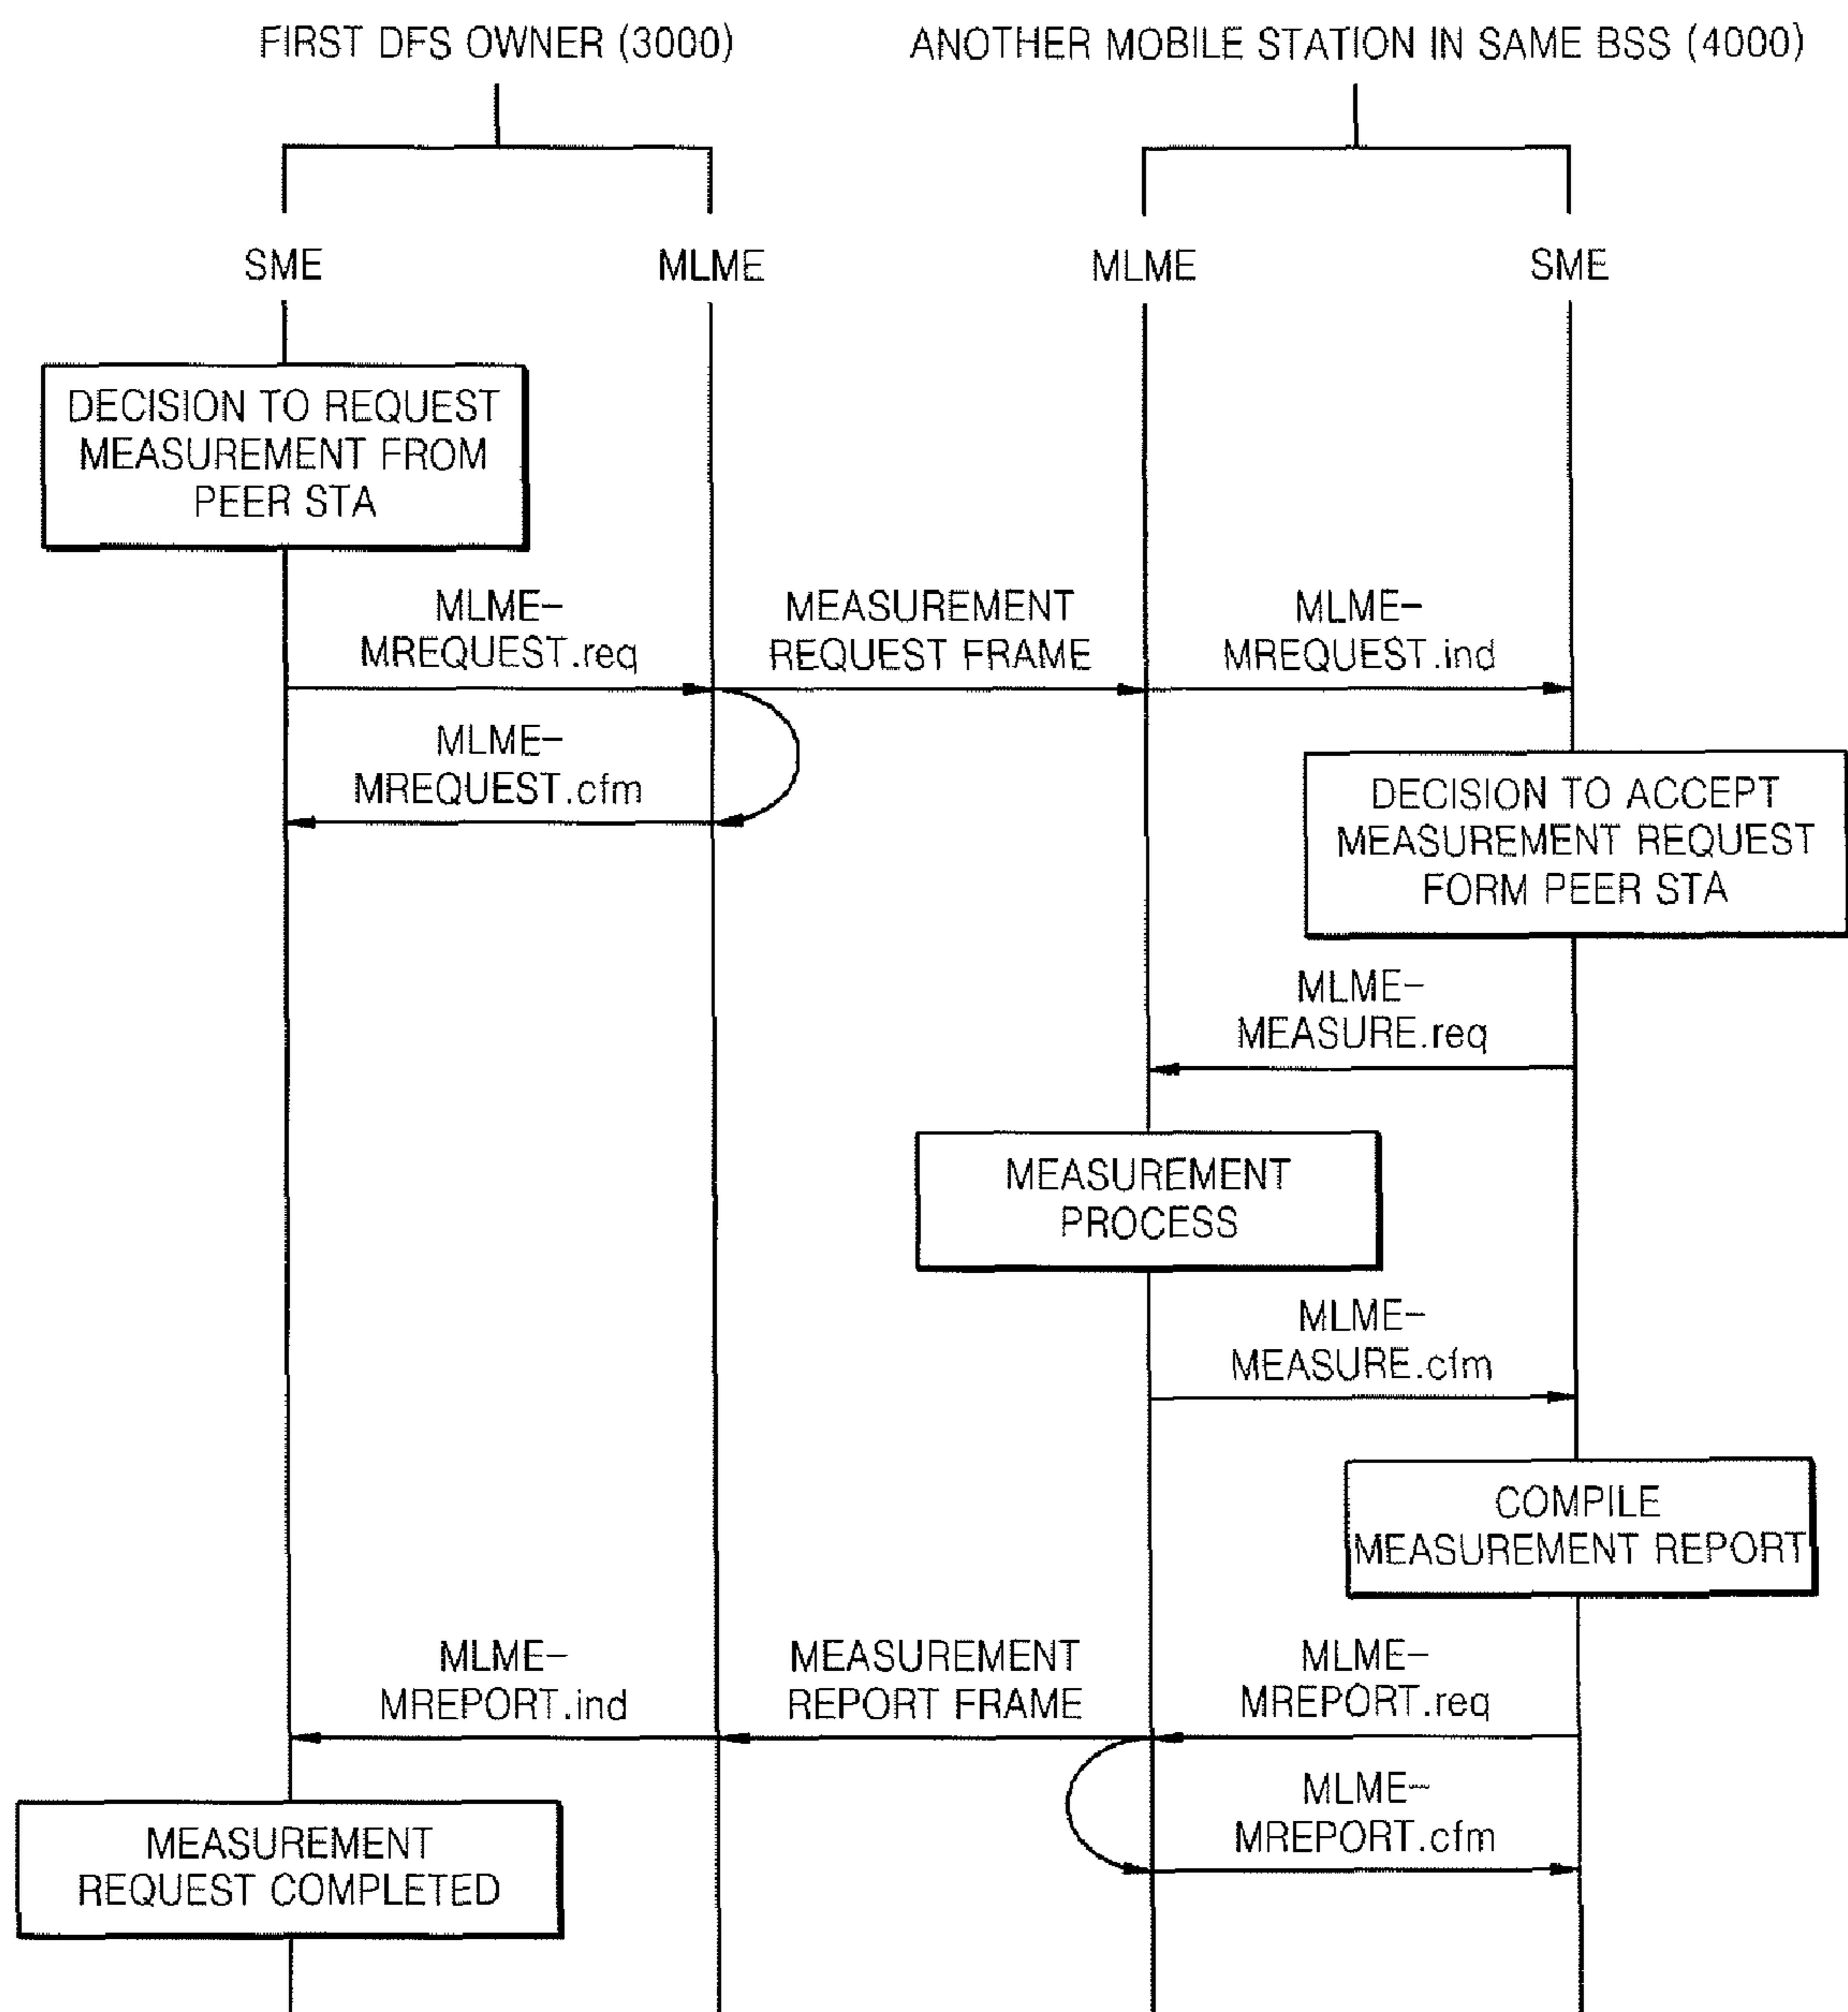 FIRST DFS OWNER (3000)
ANOTHER MOBILE STATION IN SAME BSS (4000)
SME
MLME
MLME
SME
DECISION TO REQUEST
MEASUREMENT FROM
PEER STA
MLME-
MREQUEST.req
MEASUREMENT
REQUEST FRAME
MLME-
MREQUEST.ind
MLME-
MREQUEST.cfm
DECISION TO ACCEPT
MEASUREMENT REQUEST
FORM PEER STA
MLME-
MEASURE.req
MEASUREMENT
PROCESS
MLME-
MEASURE.cfm
COMPILE
MEASUREMENT REPORT
MLME-
MREPORT.ind
MEASUREMENT
REPORT FRAME
MLME-
MREPORT.req
MLME-
MREPORT.cfm
MEASUREMENT
REQUEST COMPLETED